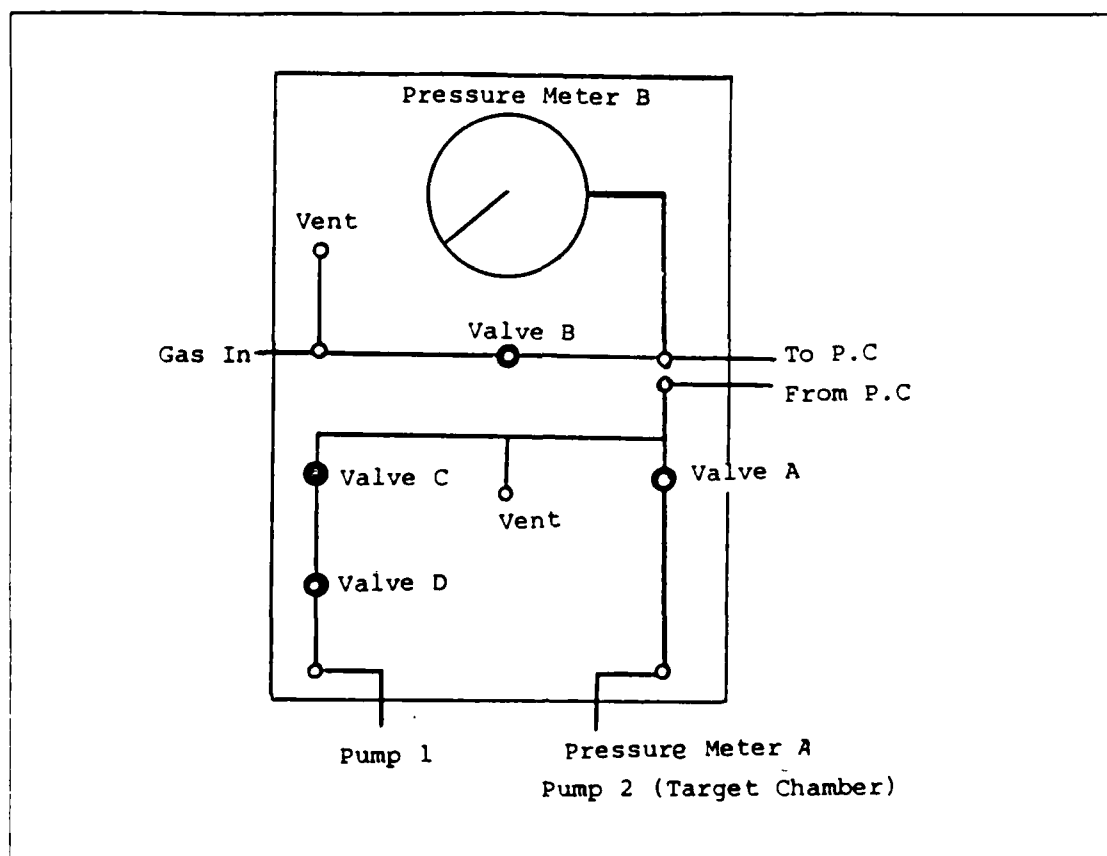 Pressure Meter B
Vent
Valve B
Gas In
To P.C
From P.C
Valve C
Valve A
Vent
Valve D
Pump 1
Pressure Meter A
Pump 2 (Target Chamber)